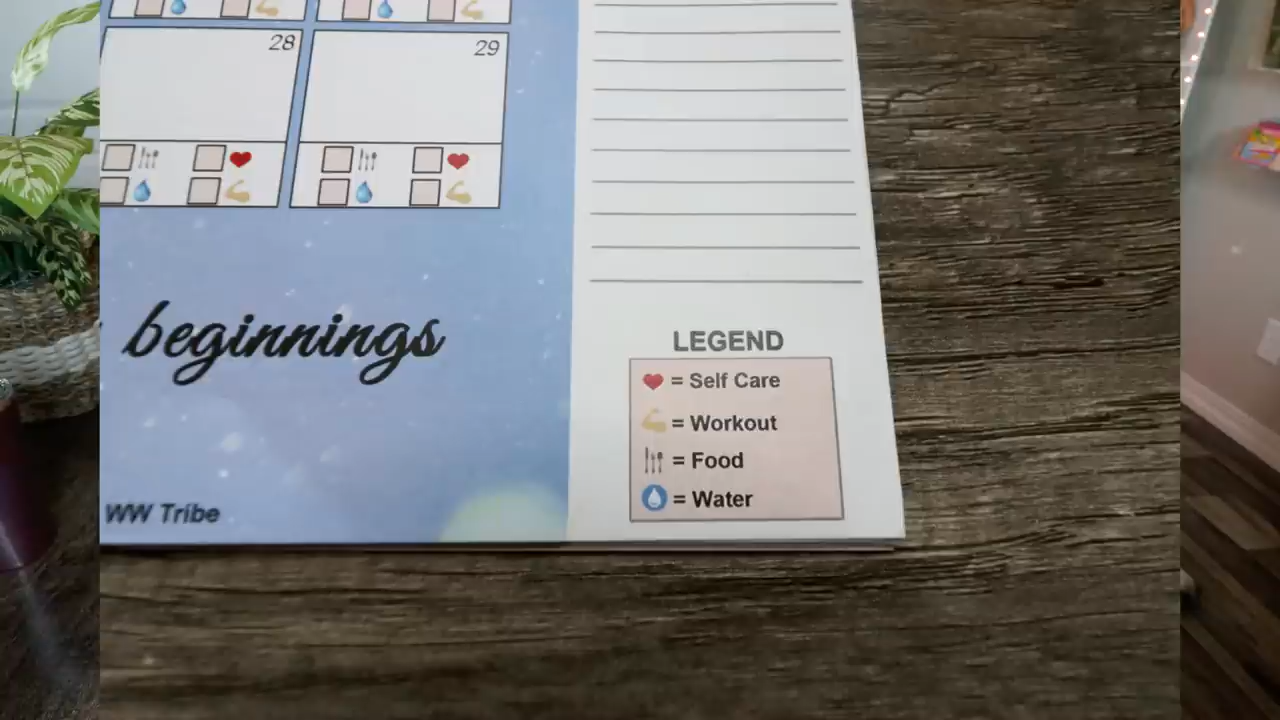 28
29
beginnings
LEGEND
= Self Care
= Workout
= Food
= Water
WW Tribe